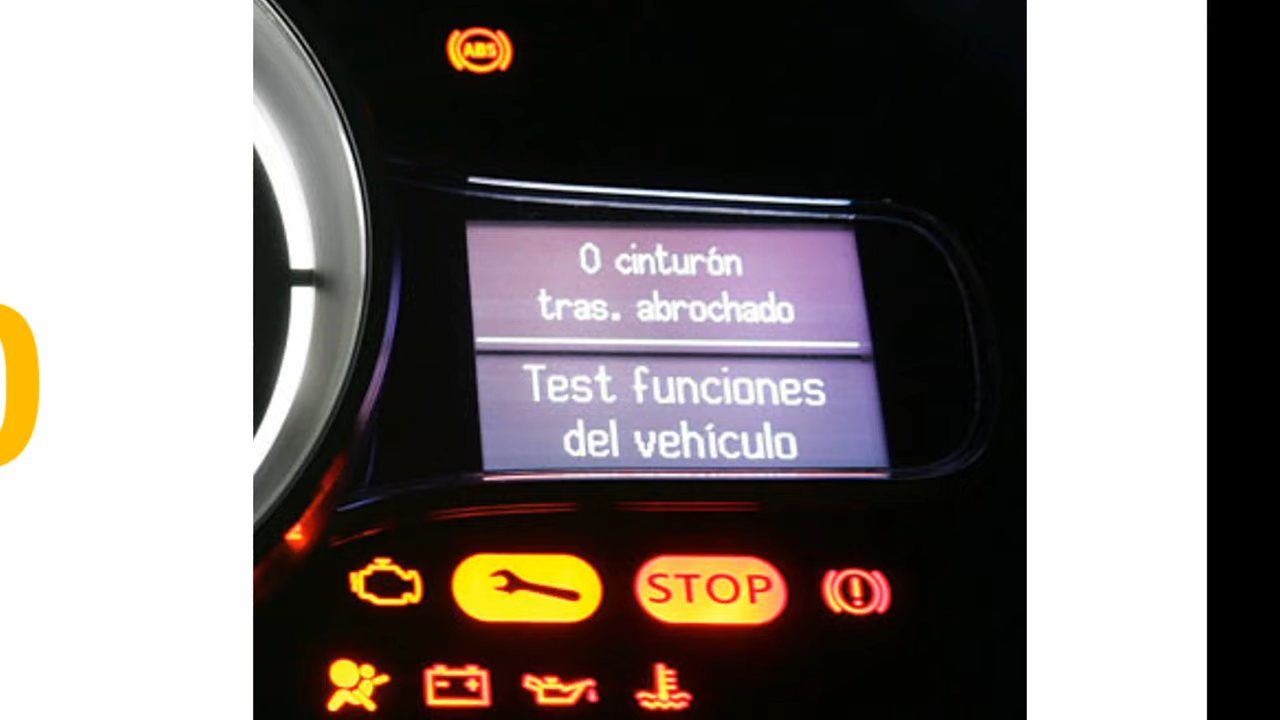 ABS
0 cinturón
tras. abrochado
Test funciones
del vehículo
STOP